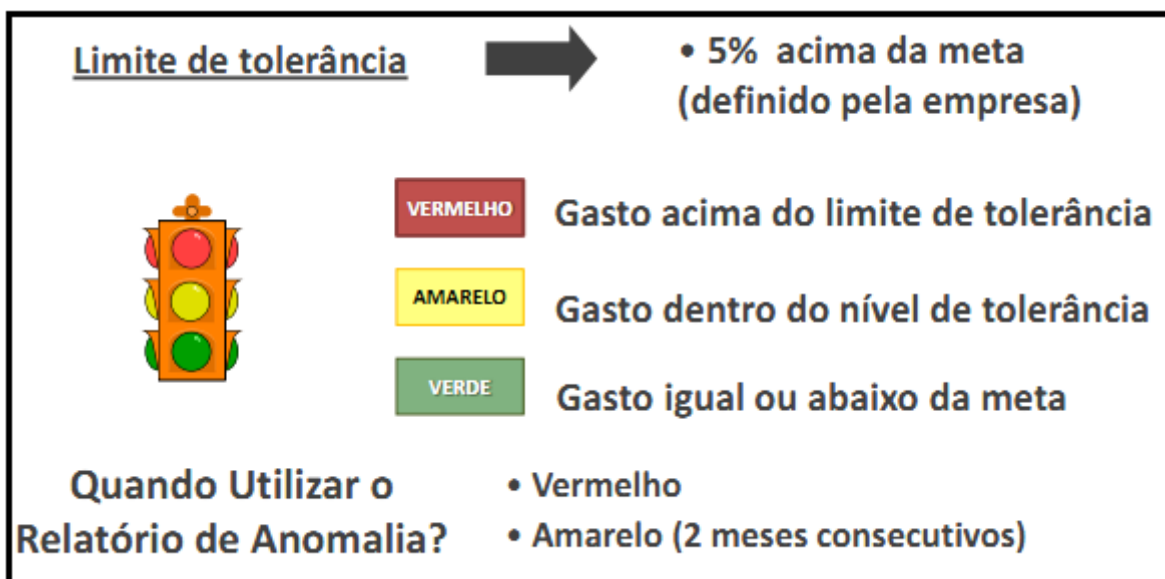 Limite de tolerância
• 5% acima da meta
(definido pela empresa)
VERMELHO
Gasto acima do limite de tolerância
AMARELO
Gasto dentro do nível de tolerância
VERDE
Gasto igual ou abaixo da meta
Quando Utilizar o
Relatório de Anomalia?
• Vermelho
• Amarelo (2 meses consecutivos)